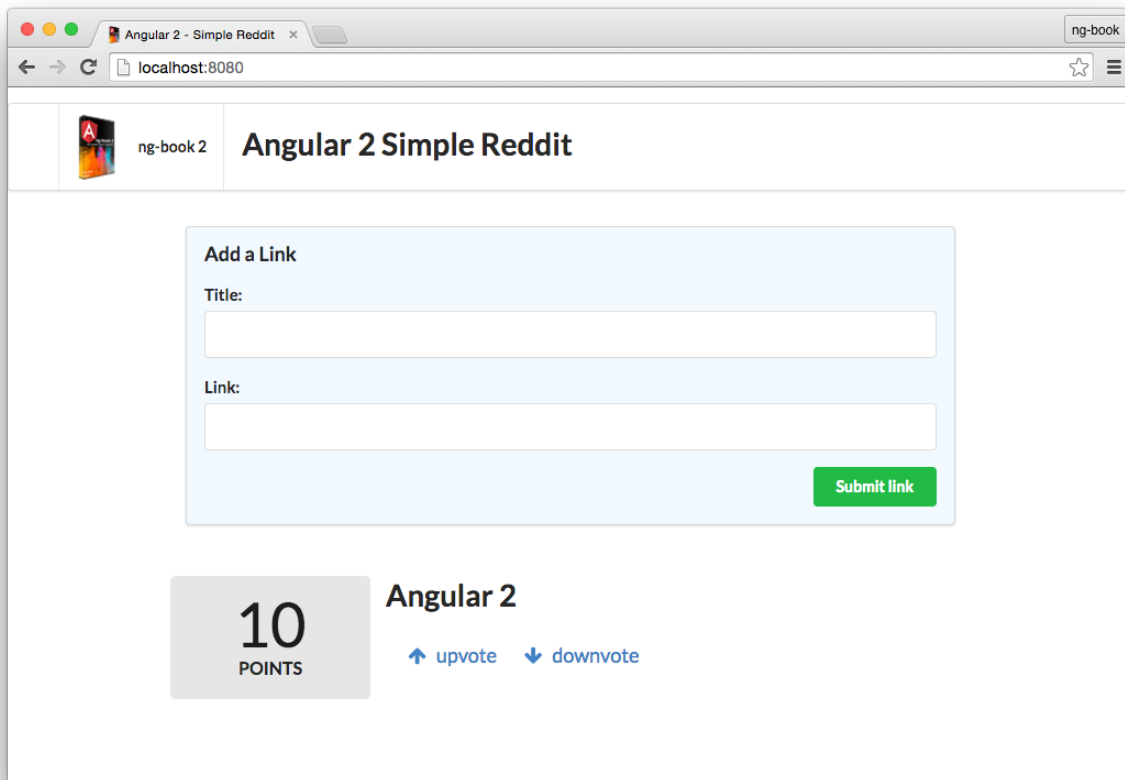 Angular 2 - Simple Reddit
ng-book
localhost:8080
ng-book 2
Angular 2 Simple Reddit
Add a Link
Title:
Link:
Submit link
10
POINTS
Angular 2
upvote downvote